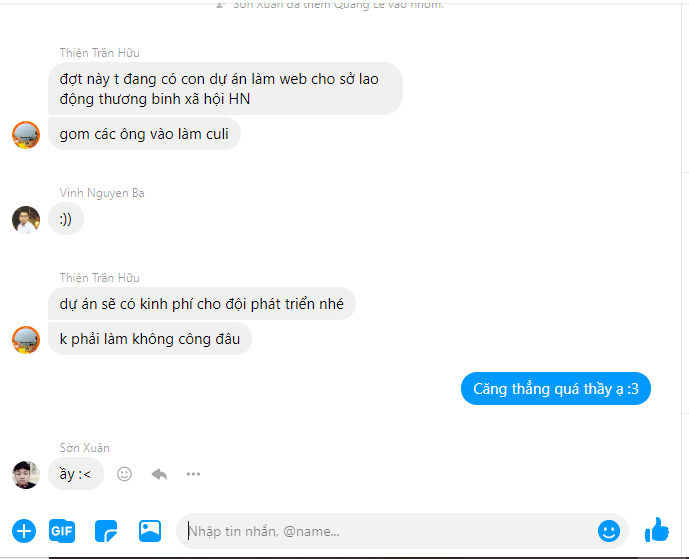 Sờn Xuân đã thêm Quang Le vào nhóm.
Thiện Trần Hữu
đợt này t đang có con dự án làm web cho sở lao
động thương binh xã hội HN
gom các ông vào làm culi
Vinh Nguyen Ba
:))
Thiện Trần Hữu
dự án sẽ có kinh phí cho đội phát triển nhé
k phải làm không công đâu
Căng thẳng quá thầy ạ :3
Sờn Xuân
ầy :<
GIF
Nhập tin nhắn, @name...